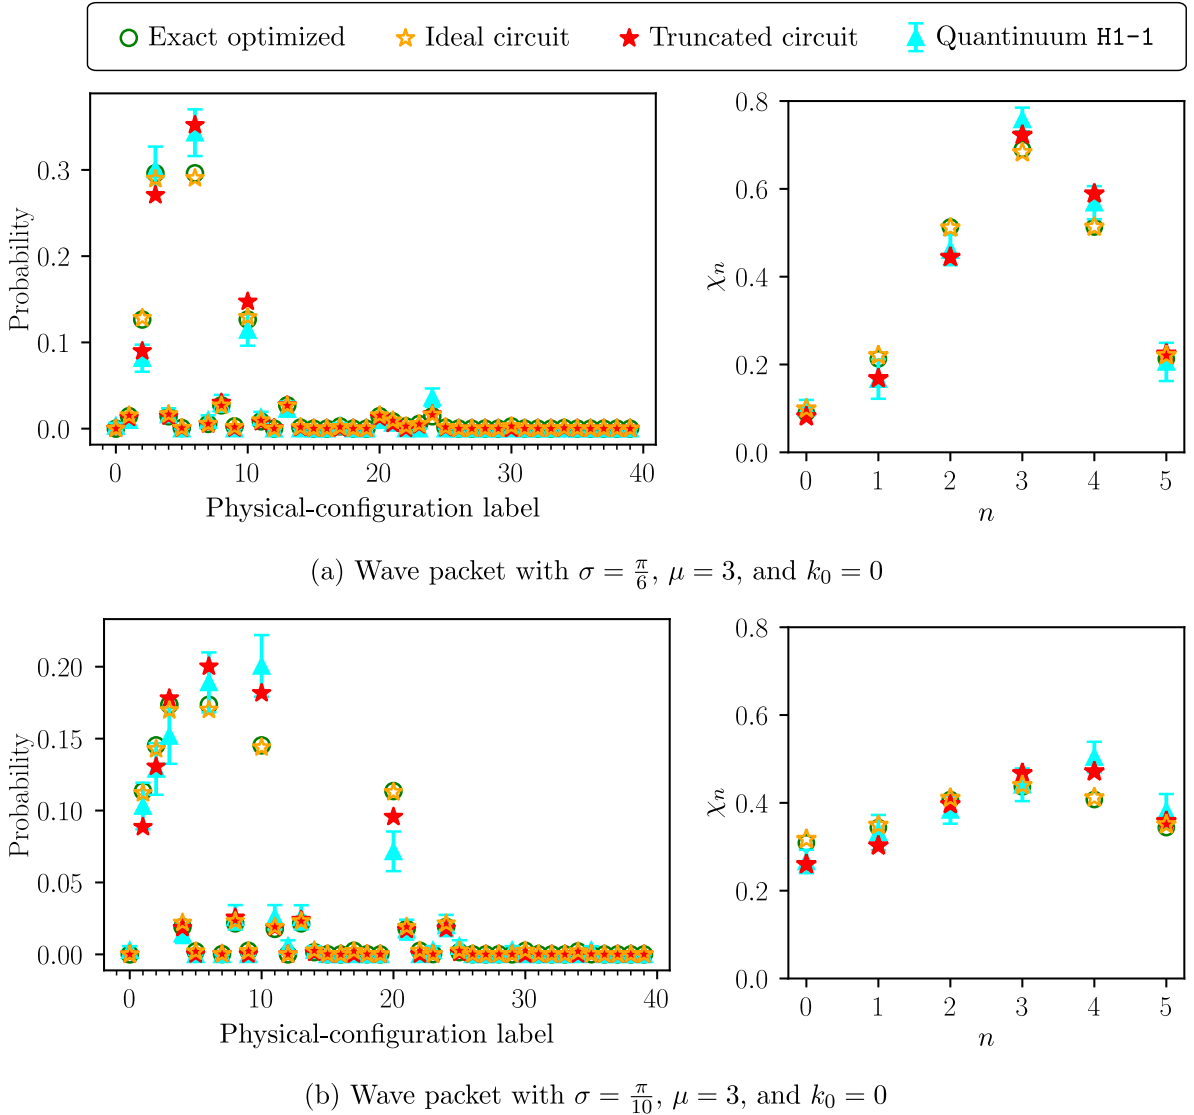 Exact optimized Ideal circuit Truncated circuit Quantinuum H1-1
Probability
0.3
0.2
0.1
0.0
0 10 20 30 40
Physical-configuration label
χn
0.8
0.6
0.4
0.2
0.0
0 1 2 3 4 5
n
(a) Wave packet with σ = π/6, μ = 3, and k₀ = 0
Probability
0.20
0.15
0.10
0.05
0.00
0 10 20 30 40
Physical-configuration label
χn
0.8
0.6
0.4
0.2
0.0
0 1 2 3 4 5
n
(b) Wave packet with σ = π/10, μ = 3, and k₀ = 0